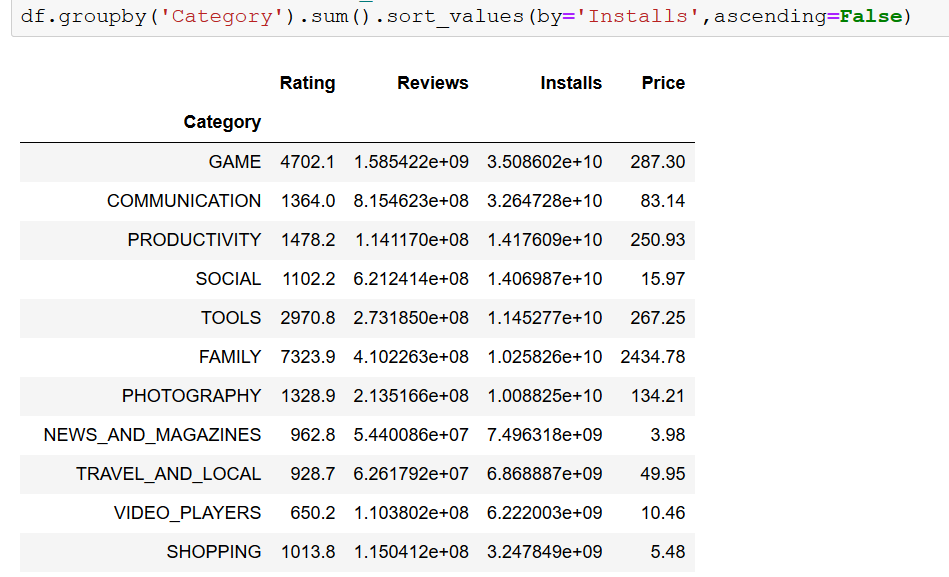 df.groupby('Category').sum().sort_values(by='Installs',ascending=False)
Rating Reviews Installs Price
Category
GAME 4702.1 1.585422e+09 3.508602e+10 287.30
COMMUNICATION 1364.0 8.154623e+08 3.264728e+10 83.14
PRODUCTIVITY 1478.2 1.141170e+08 1.417609e+10 250.93
SOCIAL 1102.2 6.212414e+08 1.406987e+10 15.97
TOOLS 2970.8 2.731850e+08 1.145277e+10 267.25
FAMILY 7323.9 4.102263e+08 1.025826e+10 2434.78
PHOTOGRAPHY 1328.9 2.135166e+08 1.008825e+10 134.21
NEWS_AND_MAGAZINES 962.8 5.440086e+07 7.496318e+09 3.98
TRAVEL_AND_LOCAL 928.7 6.261792e+07 6.868887e+09 49.95
VIDEO_PLAYERS 650.2 1.103802e+08 6.222003e+09 10.46
SHOPPING 1013.8 1.150412e+08 3.247849e+09 5.48